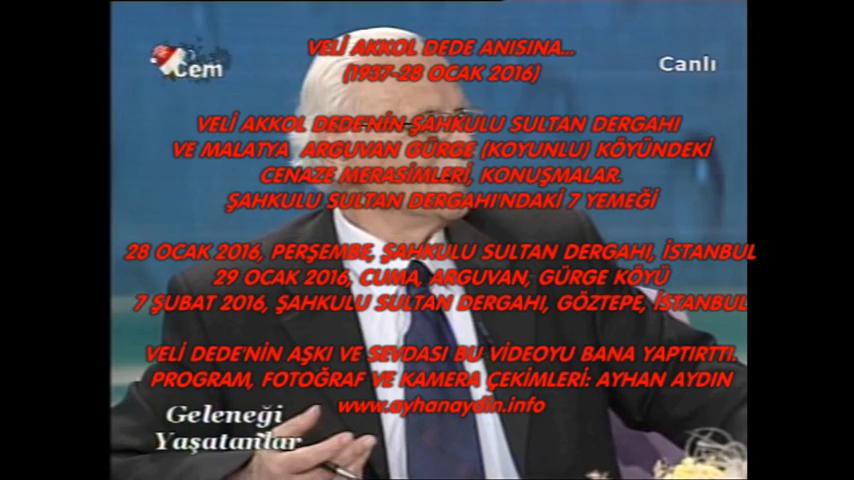 VELİ AKKOL DEDE ANISINA...
(1937-28 OCAK 2016)
Cem
Canlı
VELİ AKKOL DEDE'NİN ŞAHKULU SULTAN DERGAHI
VE MALATYA ARGUVAN GÜRGE (KOYUNLU) KÖYÜNDEKİ
CENAZE MERASİMLERİ, KONUŞMALAR.
ŞAHKULU SULTAN DERGAHI'NDAKİ 7 YEMEĞİ
28 OCAK 2016, PERŞEMBE, ŞAHKULU SULTAN DERGAHI, İSTANBUL
29 OCAK 2016, CUMA, ARGUVAN, GÜRGE KÖYÜ
7 ŞUBAT 2016, ŞAHKULU SULTAN DERGAHI, GÖZTEPE, İSTANBUL
VELİ DEDE'NİN AŞKI VE SEVDASI BU VİDEOYU BANA YAPTIRTTI.
PROGRAM, FOTOĞRAF VE KAMERA ÇEKİMLERİ: AYHAN AYDIN
www.ayhanaydin.info
Geleneği
Yaşatanlar